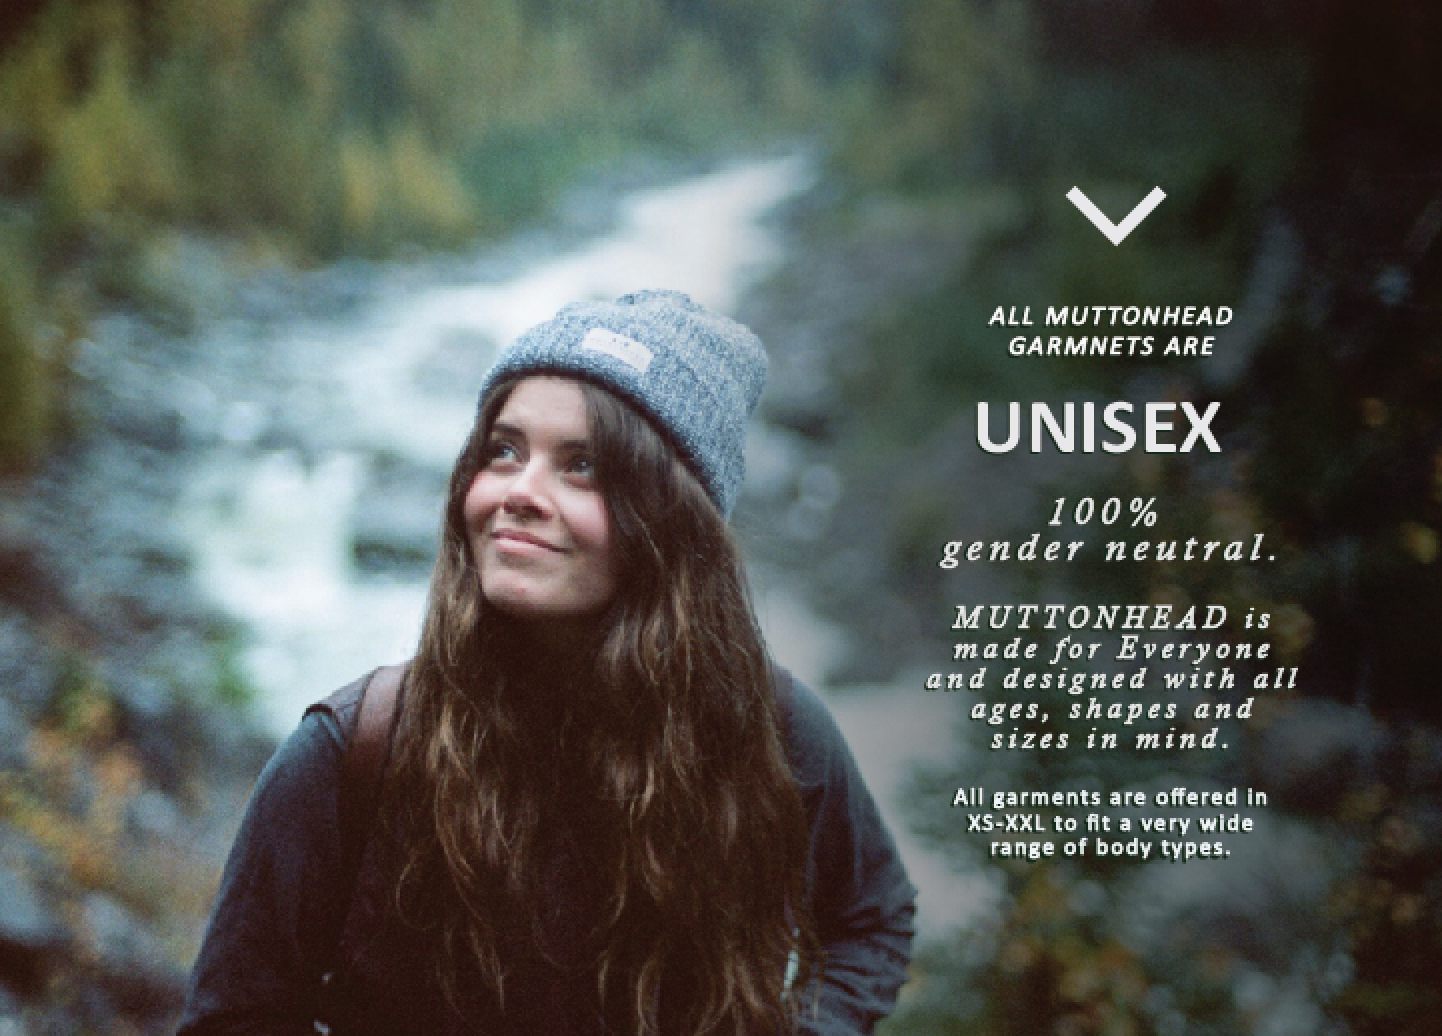 ALL MUTTONHEAD
GARMNETS ARE
UNISEX
100%
gender neutral.
MUTTONHEAD is
made for Everyone
and designed with all
ages, shapes and
sizes in mind.
All garments are offered in
XS-XXL to fit a very wide
range of body types.